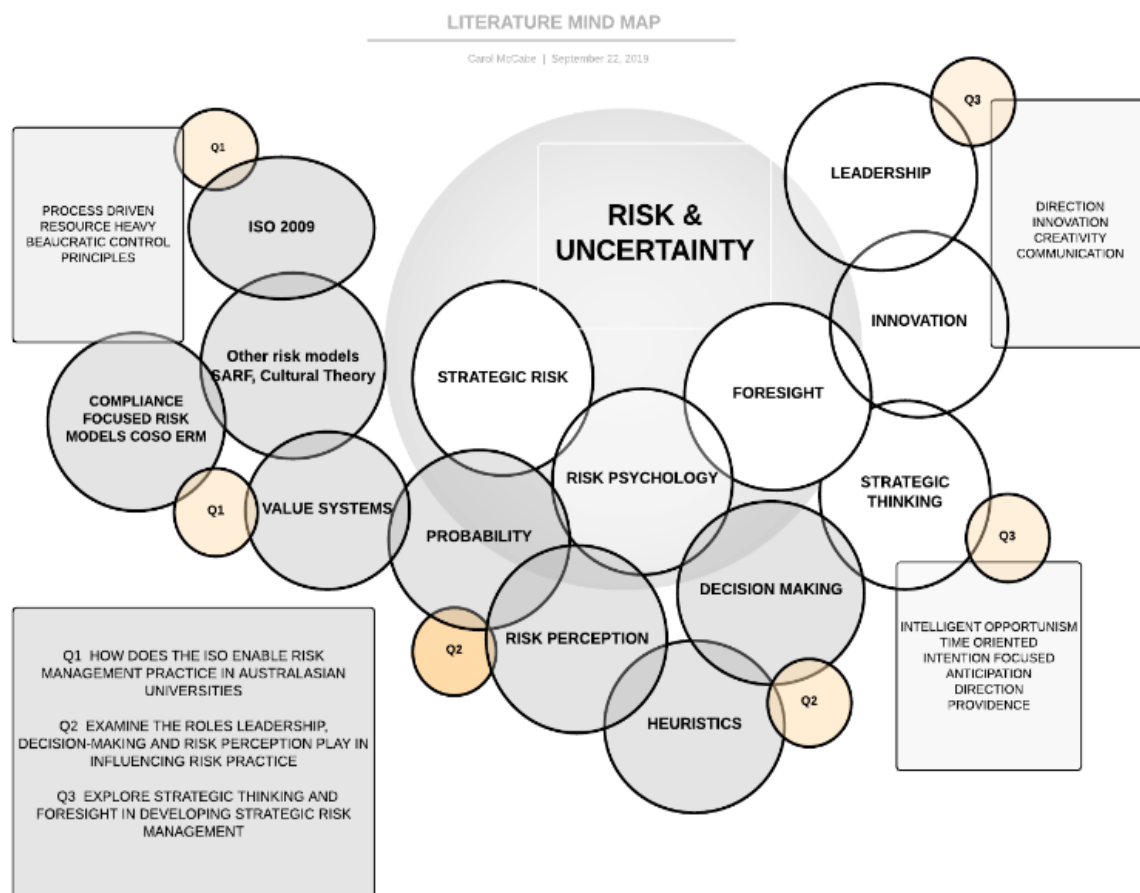 LITERATURE MIND MAP
Carol McCabe | September 22, 2019
Q1
PROCESS DRIVEN
RESOURCE HEAVY
BEAUCRATIC CONTROL
PRINCIPLES
ISO 2009
Other risk models
SARF, Cultural Theory
COMPLIANCE
FOCUSED RISK
MODELS COSO ERM
Q1
VALUE SYSTEMS
RISK &
UNCERTAINTY
STRATEGIC RISK
PROBABILITY
RISK PSYCHOLOGY
FORESIGHT
Q2
RISK PERCEPTION
DECISION MAKING
HEURISTICS
Q2
Q3
LEADERSHIP
DIRECTION
INNOVATION
CREATIVITY
COMMUNICATION
INNOVATION
STRATEGIC
THINKING
Q3
INTELLIGENT OPPORTUNISM
TIME ORIENTED
INTENTION FOCUSED
ANTICIPATION
DIRECTION
PROVIDENCE
Q1 HOW DOES THE ISO ENABLE RISK
MANAGEMENT PRACTICE IN AUSTRALASIAN
UNIVERSITIES
Q2 EXAMINE THE ROLES LEADERSHIP,
DECISION-MAKING AND RISK PERCEPTION PLAY IN
INFLUENCING RISK PRACTICE
Q3 EXPLORE STRATEGIC THINKING AND
FORESIGHT IN DEVELOPING STRATEGIC RISK
MANAGEMENT